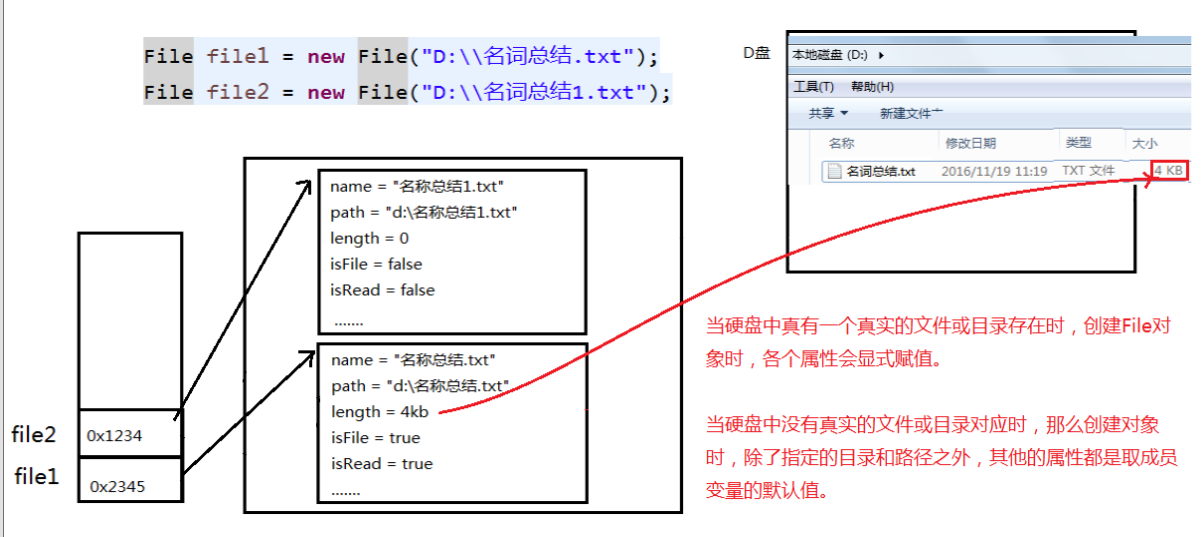 File file1 = new File("D:\\名词总结.txt");
File file2 = new File("D:\\名词总结1.txt");
D盘
本地磁盘 (D:)
工具(T) 帮助(H)
共享 新建文件
名称 修改日期 类型 大小
名词总结.txt 2016/11/19 11:19 TXT 文件 4 KB
name = "名称总结1.txt"
path = "d:\名称总结1.txt"
length = 0
isFile = false
isRead = false
.......
name = "名称总结.txt"
path = "d:\名称总结.txt"
length = 4kb
isFile = true
isRead = true
.......
file2 0x1234
file1 0x2345
当硬盘中真有一个真实的文件或目录存在时，创建File对
象时，各个属性会显式赋值。
当硬盘中没有真实的文件或目录对应时，那么创建对象
时，除了指定的目录和路径之外，其他的属性都是取成员
变量的默认值。